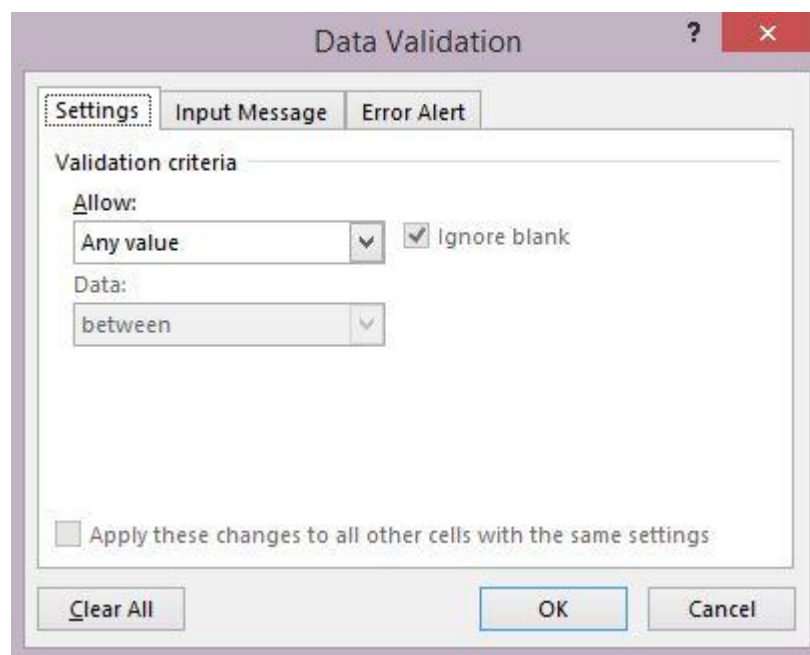 Data Validation ? ×
Settings Input Message Error Alert
Validation criteria
Allow:
Any value Ignore blank
Data:
between
Apply these changes to all other cells with the same settings
Clear All OK Cancel